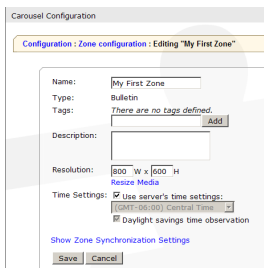 Carousel Configuration
Configuration : Zone configuration : Editing "My First Zone"
Name: My First Zone
Type: Bulletin
Tags: There are no tags defined.
Add
Description:
Resolution: 800 W x 600 H
Resize Media
Time Settings: Use server's time settings:
(GMT-06:00) Central Time
Daylight savings time observation
Show Zone Synchronization Settings
Save Cancel